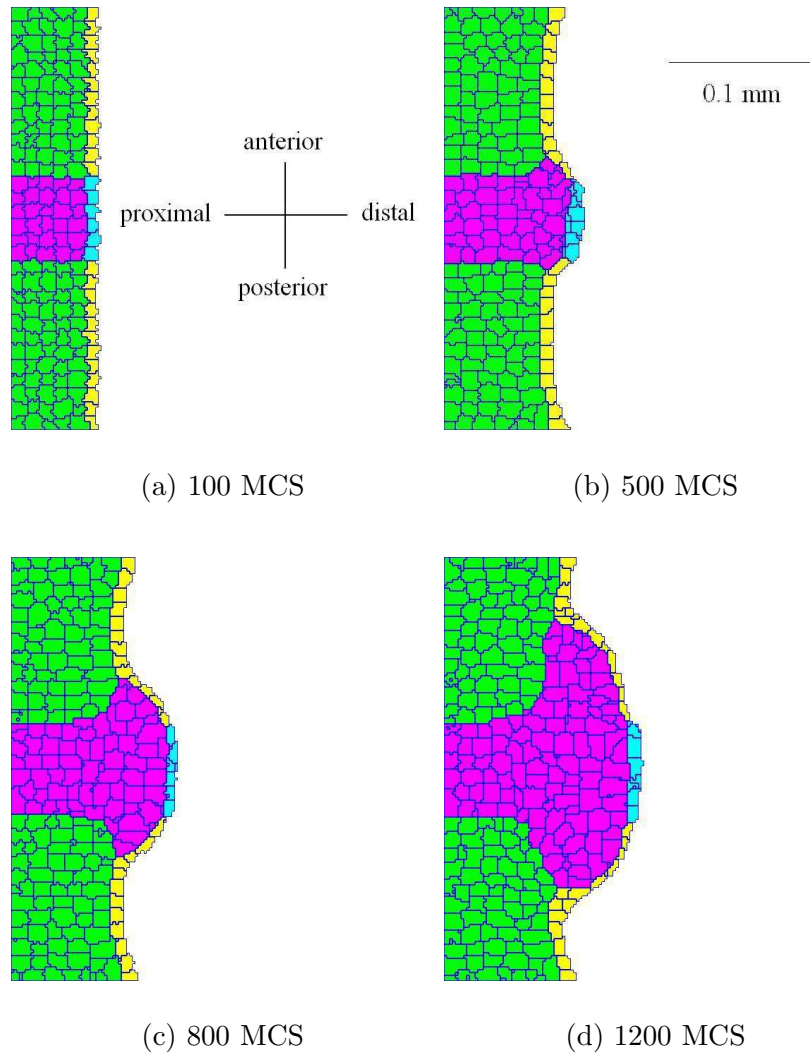 0.1 mm
anterior
proximal distal
posterior
(a) 100 MCS
(b) 500 MCS
(c) 800 MCS
(d) 1200 MCS